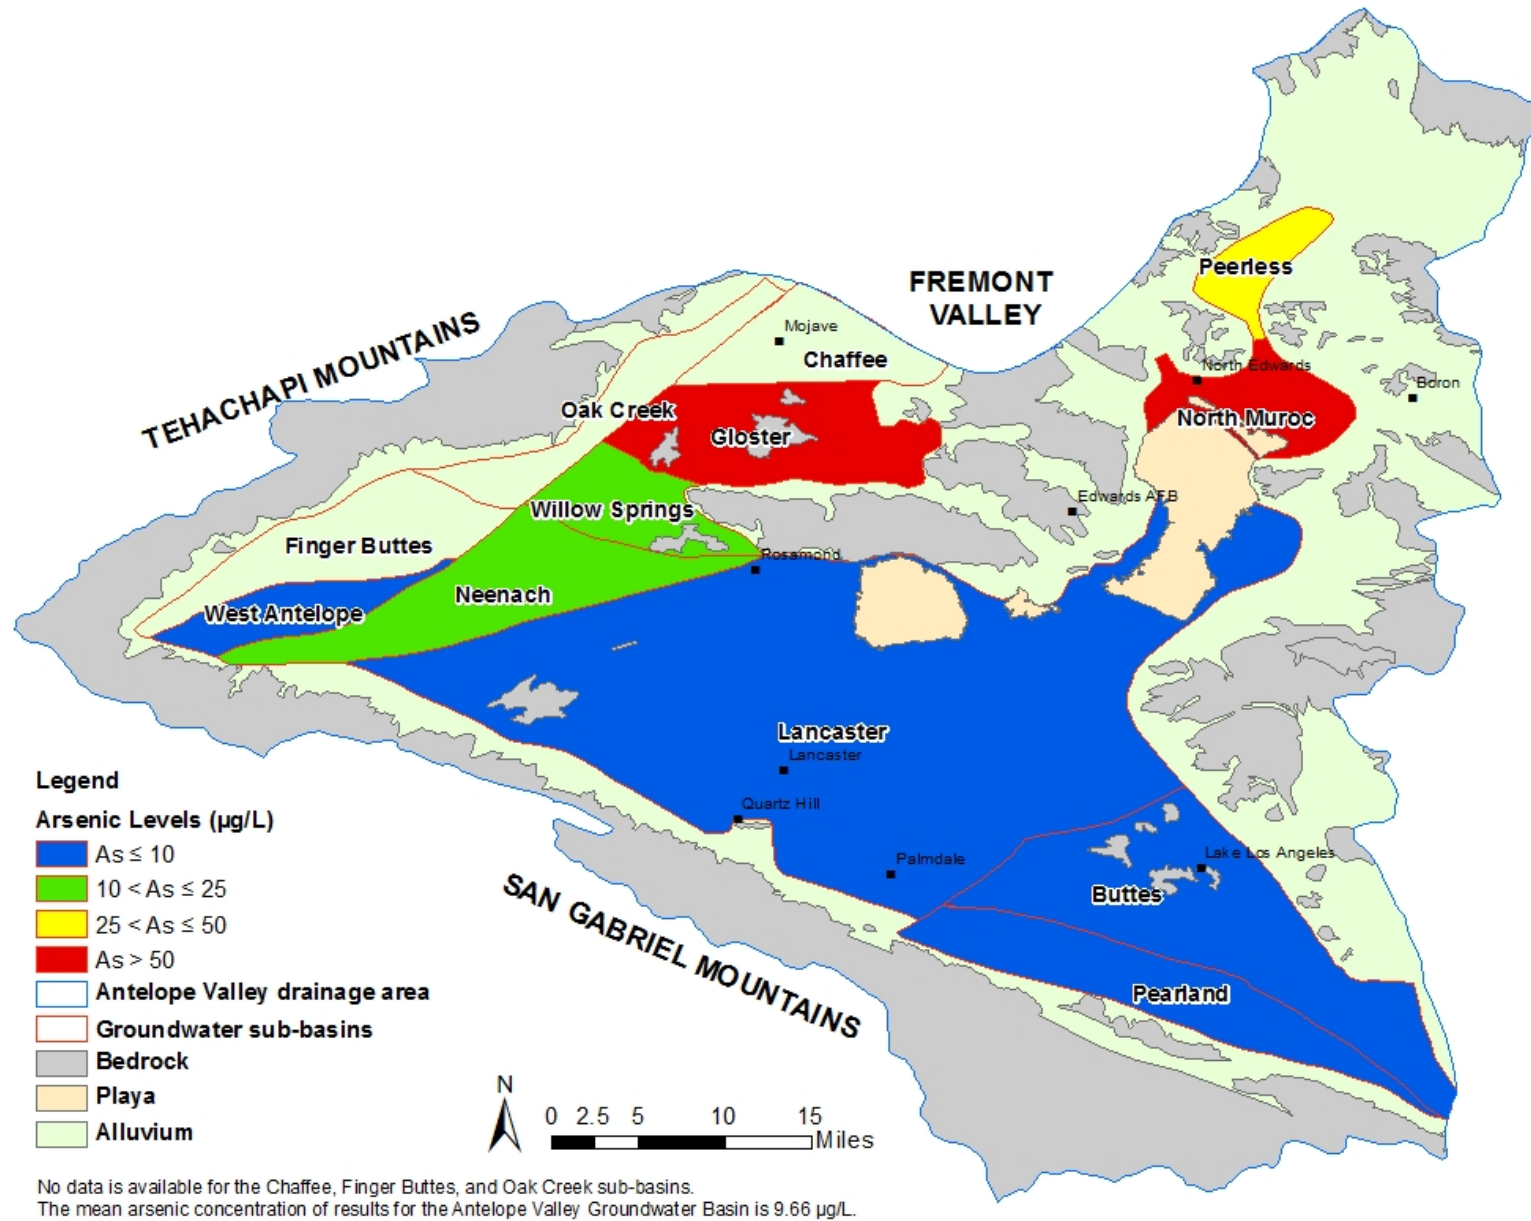 FREMONT
VALLEY
TEHACHAPI MOUNTAINS
Peerless
Mojave
Chaffee
North Edwards
Boron
Oak Creek
Gloster
North Muroc
Edwards AFB
Willow Springs
Finger Buttes
Rosamond
Neenach
West Antelope
Lancaster
Lancaster
Quartz Hill
Palmdale
Lake Los Angeles
Buttes
Pearland
SAN GABRIEL MOUNTAINS
Legend
Arsenic Levels (µg/L)
As ≤ 10
10 < As ≤ 25
25 < As ≤ 50
As > 50
Antelope Valley drainage area
Groundwater sub-basins
Bedrock
Playa
Alluvium
N
0 2.5 5 10 15
Miles
No data is available for the Chaffee, Finger Buttes, and Oak Creek sub-basins.
The mean arsenic concentration of results for the Antelope Valley Groundwater Basin is 9.66 µg/L.